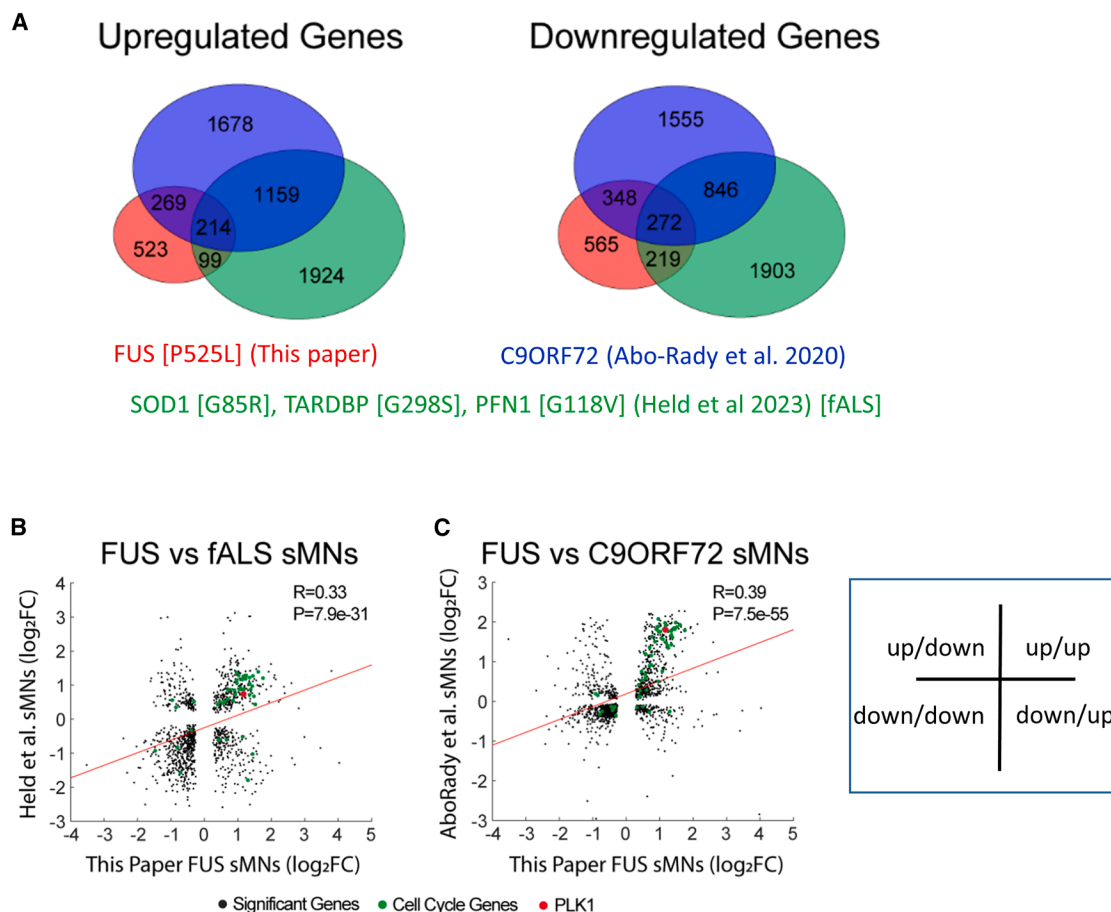 A
Upregulated Genes
Downregulated Genes
1678
1159
269
214
523
99
1924
1555
846
348
272
565
219
1903
FUS [P525L] (This paper)
C9ORF72 (Abo-Rady et al. 2020)
SOD1 [G85R], TARDBP [G298S], PFN1 [G118V] (Held et al 2023) [fALS]
B
FUS vs fALS sMNs
R=0.33
P=7.9e-31
Held et al. sMNs (log₂FC)
4
3
2
1
0
-1
-2
-3
-4 -3 -2 -1 0 1 2 3 4 5
This Paper FUS sMNs (log₂FC)
C
FUS vs C9ORF72 sMNs
R=0.39
P=7.5e-55
AboRady et al. sMNs (log₂FC)
3
2
1
0
-1
-2
-3
-4 -3 -2 -1 0 1 2 3 4 5
This Paper FUS sMNs (log₂FC)
up/down up/up
down/down down/up
Significant Genes Cell Cycle Genes PLK1